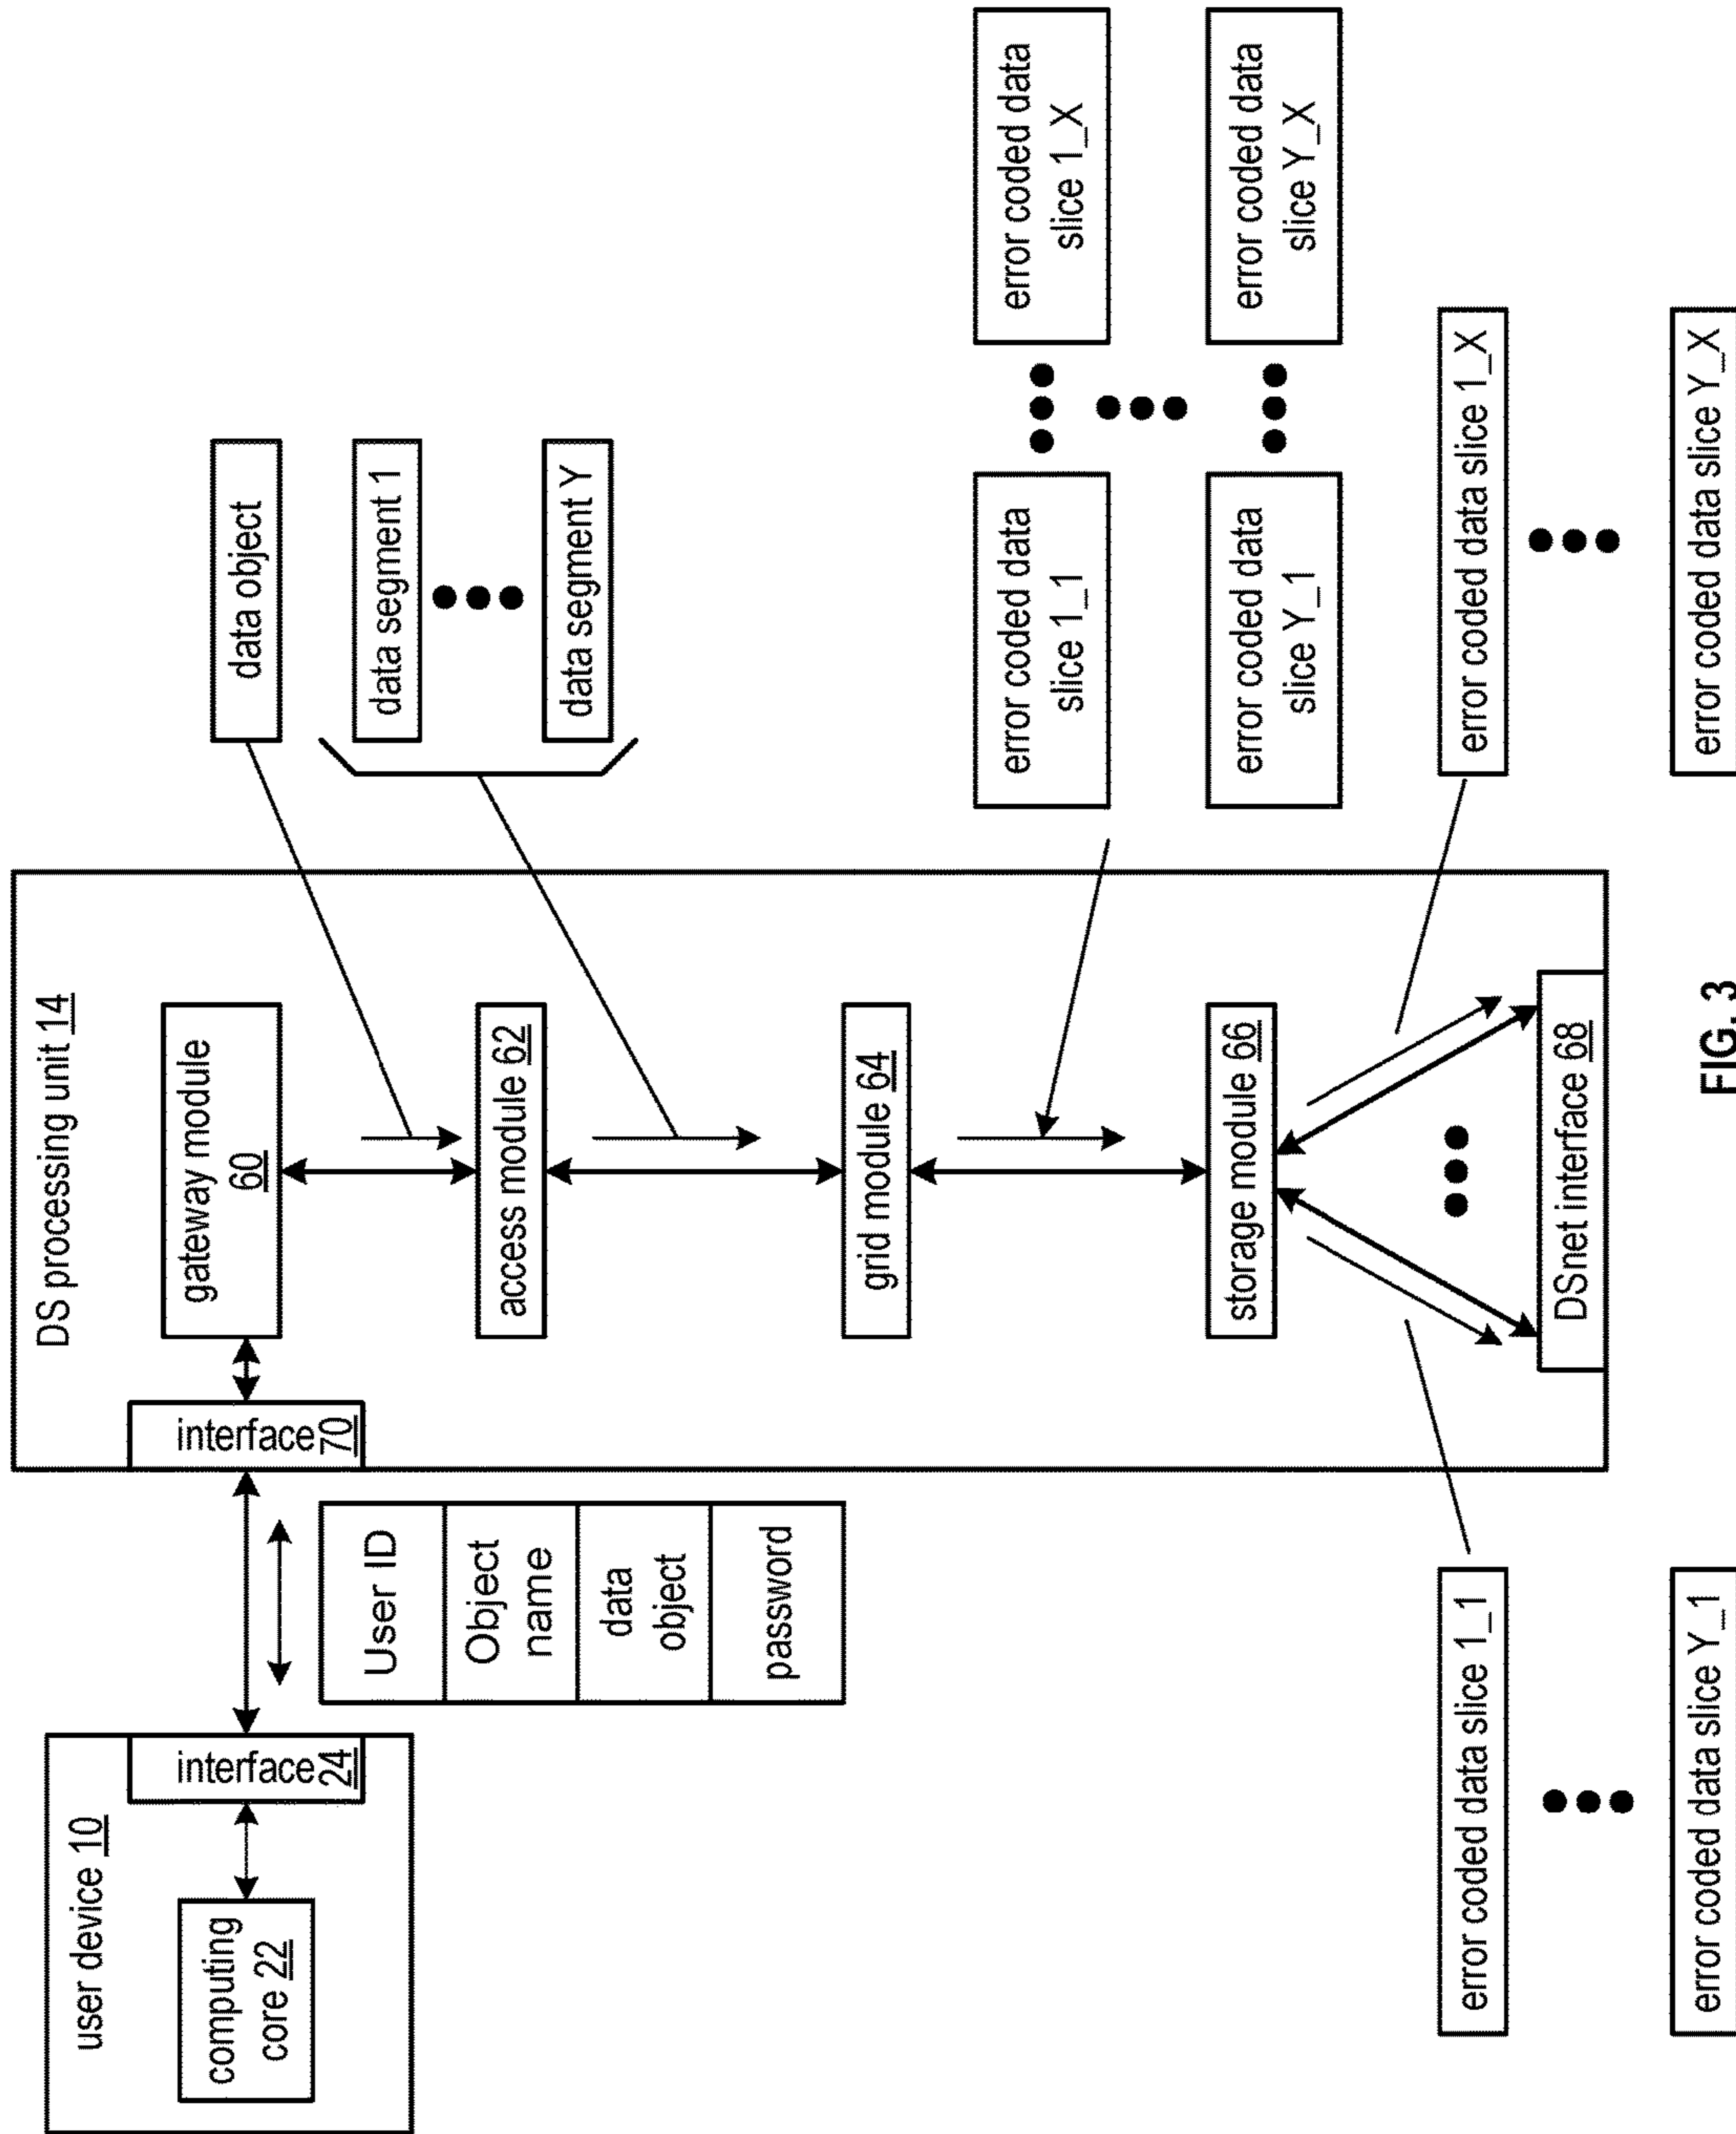 user device 10
computing
core 22
interface 24
User ID
Object
name
data
object
password
DS processing unit 14
interface 70
gateway module
60
access module 62
grid module 64
storage module 66
DSnet interface 68
data object
data segment 1
data segment Y
error coded data
slice 1_1
error coded data
slice 1_X
error coded data
slice Y_1
error coded data
slice Y_X
error coded data slice 1_1
error coded data slice Y_1
error coded data slice 1_X
error coded data slice Y_X
FIG. 3